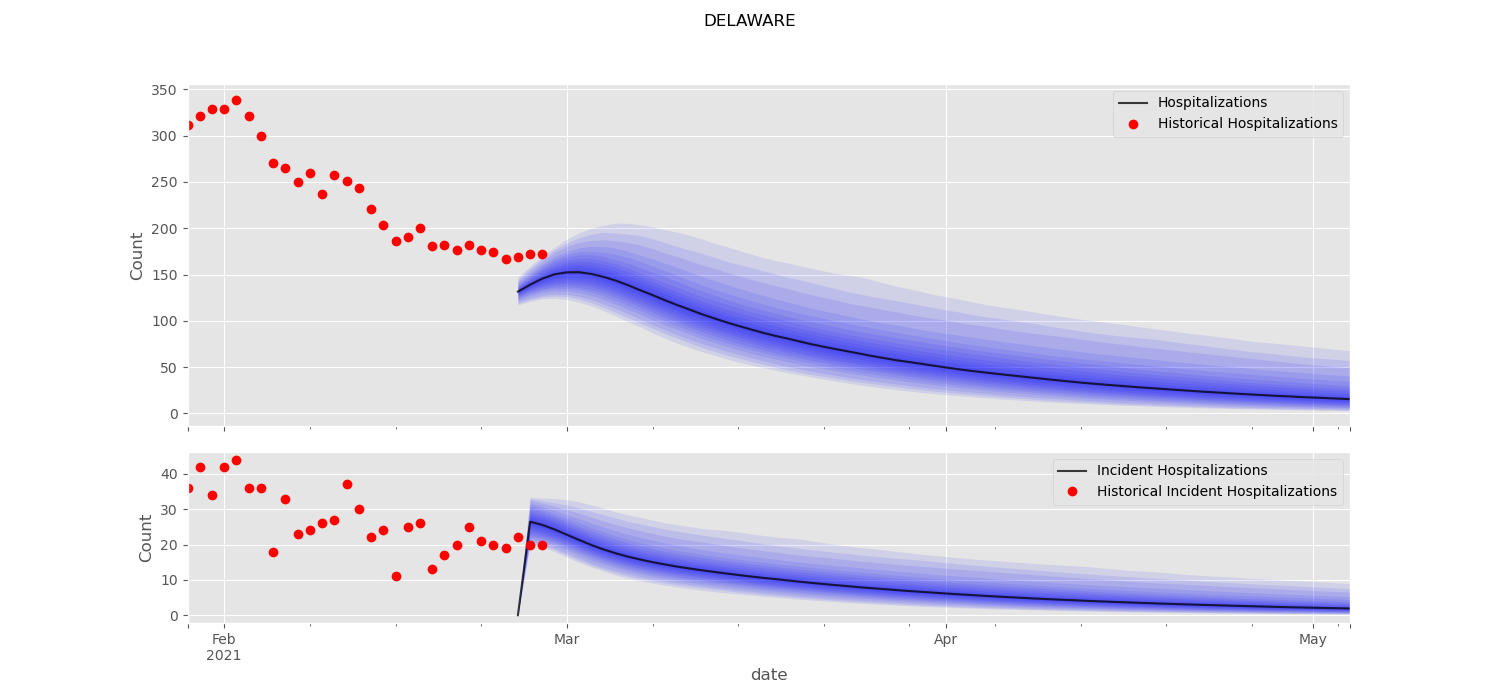 DELAWARE
350
300
250
200
150
100
50
0
Count
Hospitalizations
Historical Hospitalizations
40
30
20
10
0
Count
Incident Hospitalizations
Historical Incident Hospitalizations
Feb
2021
Mar
Apr
May
date